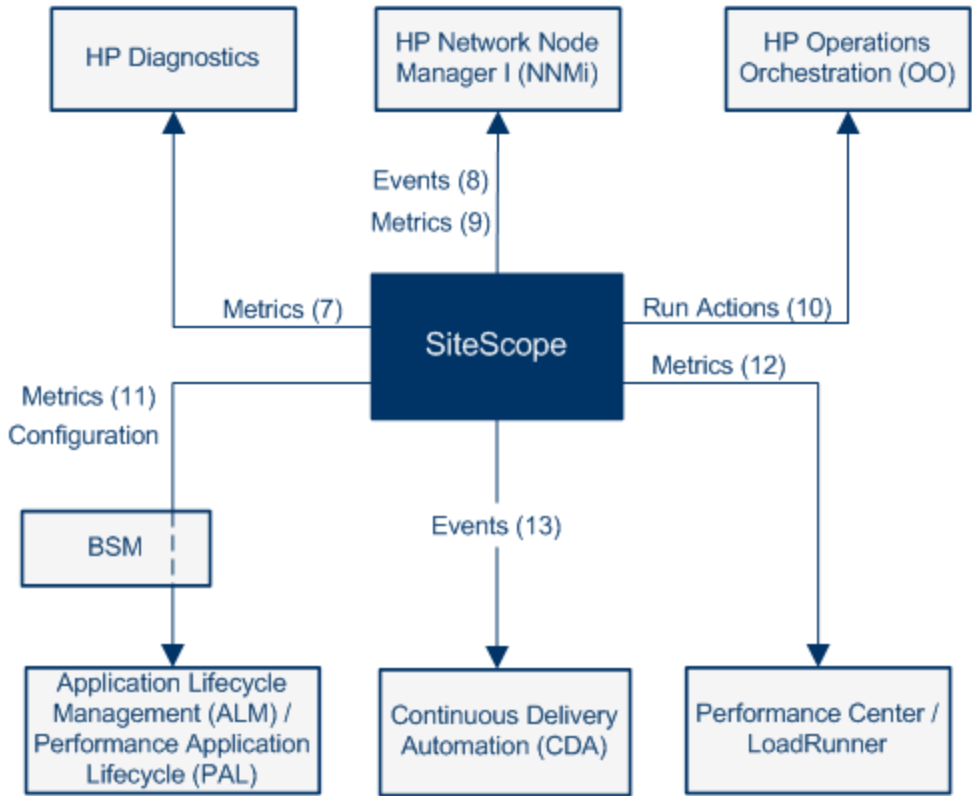 HP Diagnostics
HP Network Node
Manager I (NNMi)
HP Operations
Orchestration (OO)
Events (8)
Metrics (9)
Metrics (7)
SiteScope
Run Actions (10)
Metrics (12)
Metrics (11)
Configuration
BSM
Events (13)
Application Lifecycle
Management (ALM) /
Performance Application
Lifecycle (PAL)
Continuous Delivery
Automation (CDA)
Performance Center /
LoadRunner